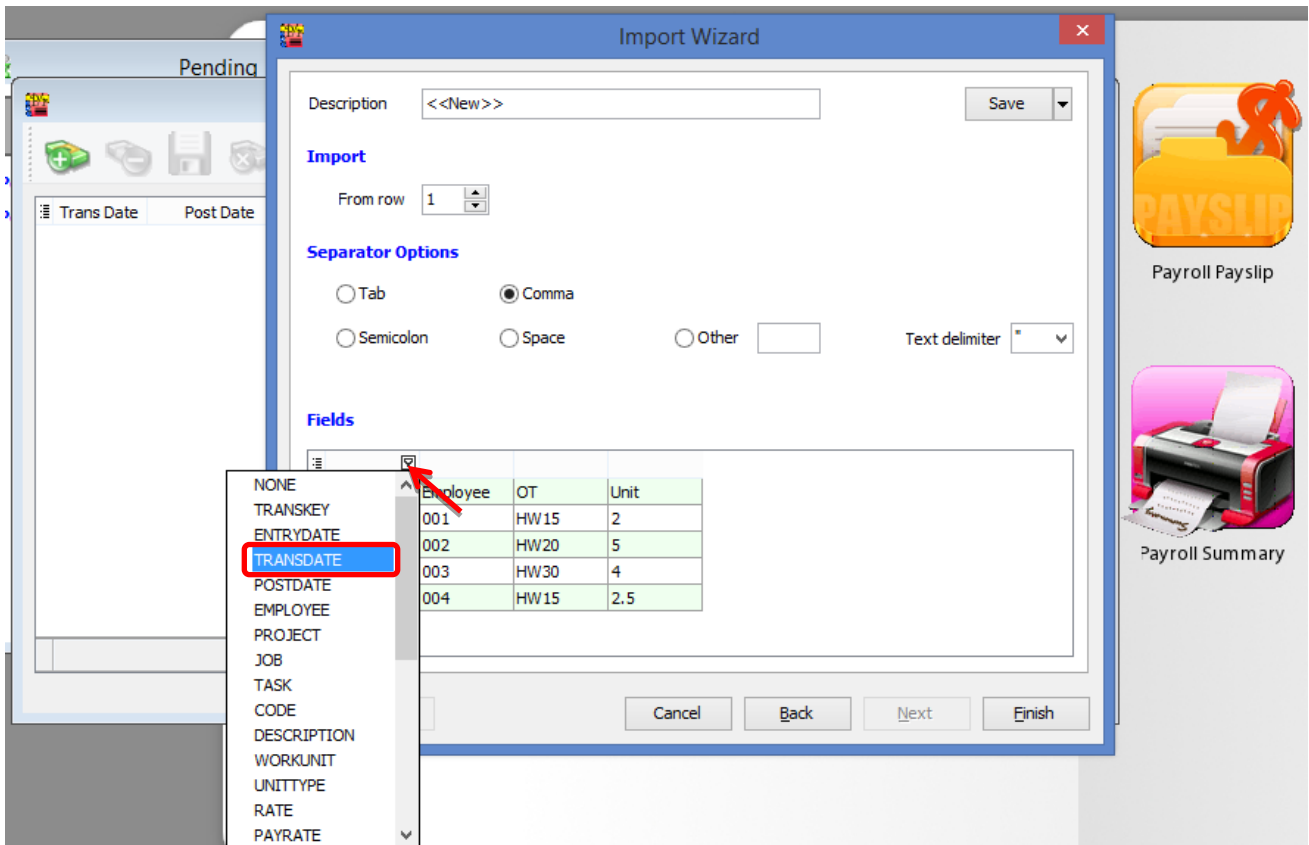 Import Wizard
Pending
Description <<New>> Save
Import
From row 1
Trans Date Post Date
Separator Options
Tab Comma
Semicolon Space Other Text delimiter "
Fields
Employee OT Unit
001 HW15 2
002 HW20 5
003 HW30 4
004 HW15 2.5
NONE
TRANSKEY
ENTRYDATE
TRANSDATE
POSTDATE
EMPLOYEE
PROJECT
JOB
TASK
CODE
DESCRIPTION
WORKUNIT
UNITTYPE
RATE
PAYRATE
Cancel Back Next Finish
PAYSLIP
Payroll Payslip
Payroll Summary